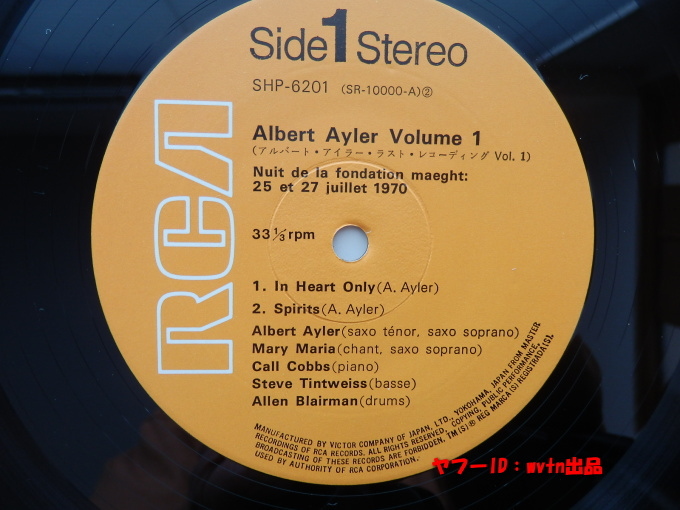 Side 1 Stereo
SHP-6201 (SR-10000-A)②
RCA
Albert Ayler Volume 1
(アルバート・アイラー・ラスト・レコーディング Vol. 1)
Nuit de la fondation maeght:
25 et 27 juillet 1970
33 1/3 rpm
1. In Heart Only (A. Ayler)
2. Spirits (A. Ayler)
Albert Ayler (saxo ténor, saxo soprano)
Mary Maria (chant, saxo soprano)
Call Cobbs (piano)
Steve Tintweiss (basse)
Allen Blairman (drums)
MANUFACTURED BY VICTOR COMPANY OF JAPAN, LTD., YOKOHAMA, JAPAN FROM MASTER
RECORDINGS OF RCA RECORDS. ALL RIGHTS RESERVED, COPYING, PUBLIC PERFORMANCE,
BROADCASTING OF THESE RECORDS ARE FORBIDDEN. TM(S)® REG MARCA(S) REGISTRADA(S).
USED BY AUTHORITY OF RCA CORPORATION.
ヤフーID:mvtn出品